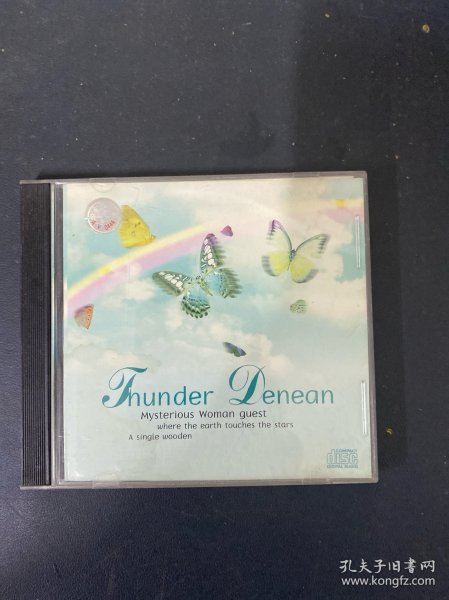 Thunder Denean
Mysterious Woman guest
where the earth touches the stars
A single wooden
COMPACT
disc
DIGITAL AUDIO
孔夫子旧书网
www.kongfz.com